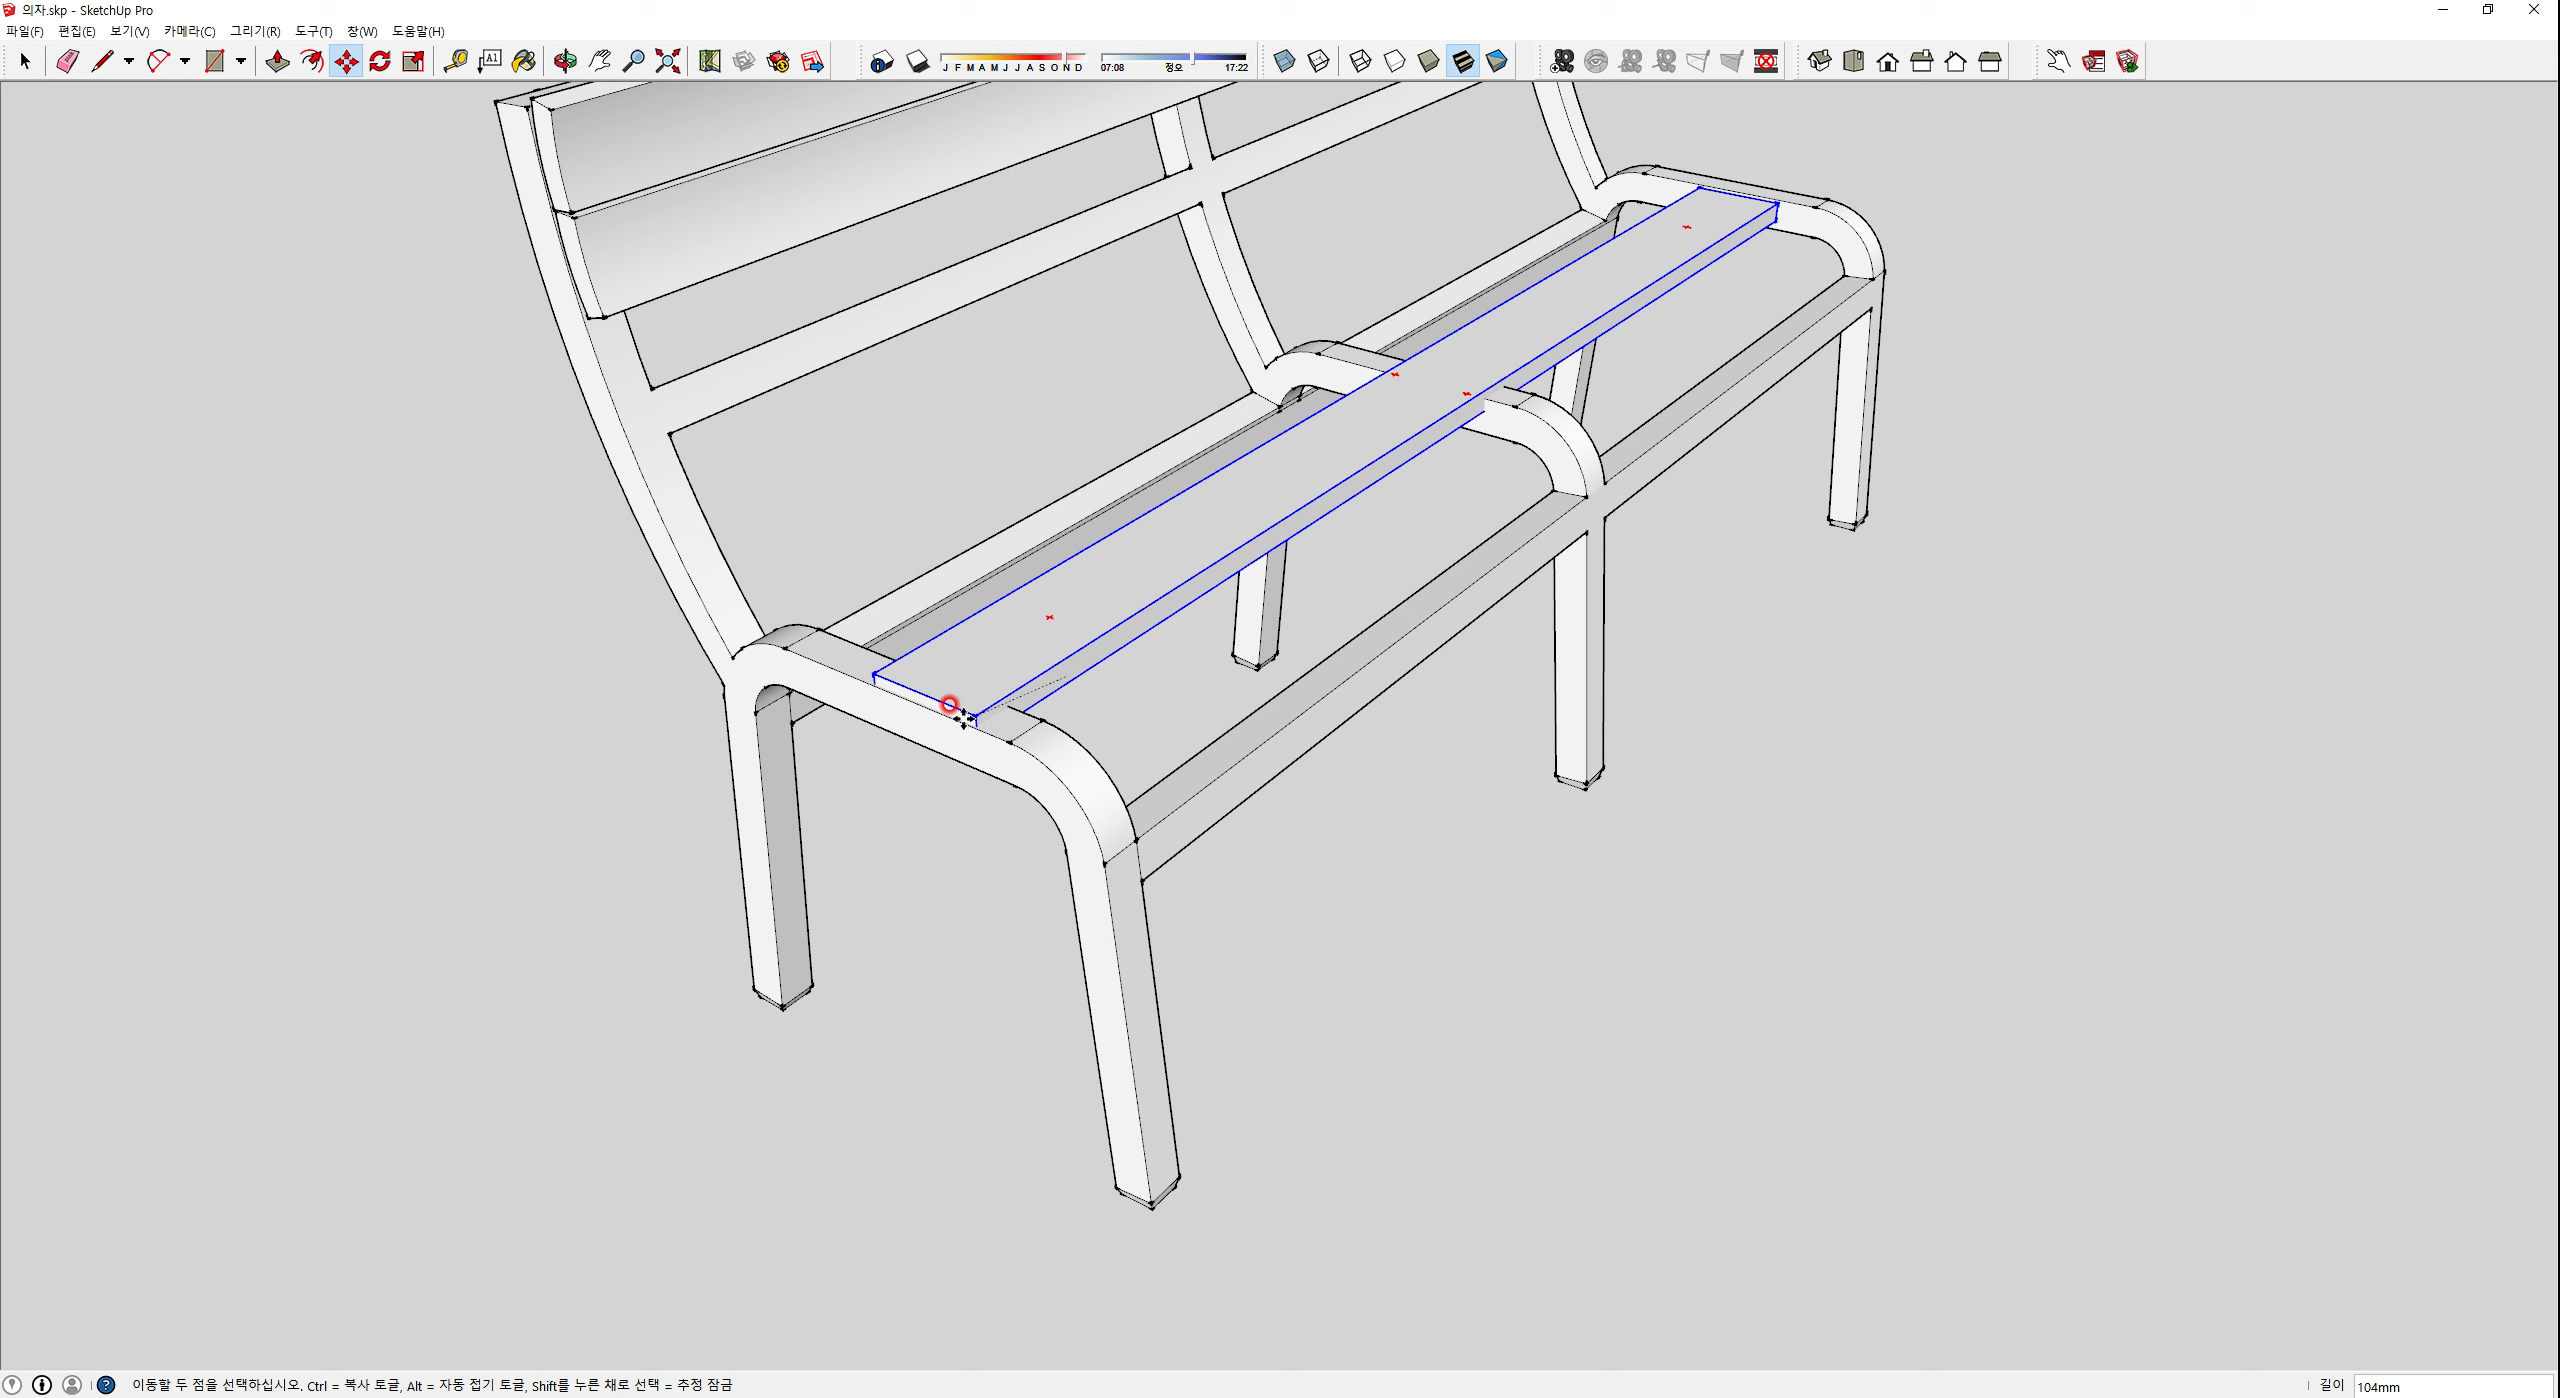 의자.skp - SketchUp Pro
파일(F) 편집(E) 보기(V) 카메라(C) 그리기(R) 도구(T) 창(W) 도움말(H)
A1
J F M A M J J A S O N D
07:08 정오 17:22
이동할 두 점을 선택하십시오. Ctrl = 복사 토글, Alt = 자동 접기 토글, Shift를 누른 채로 선택 = 추정 잠금
길이 104mm